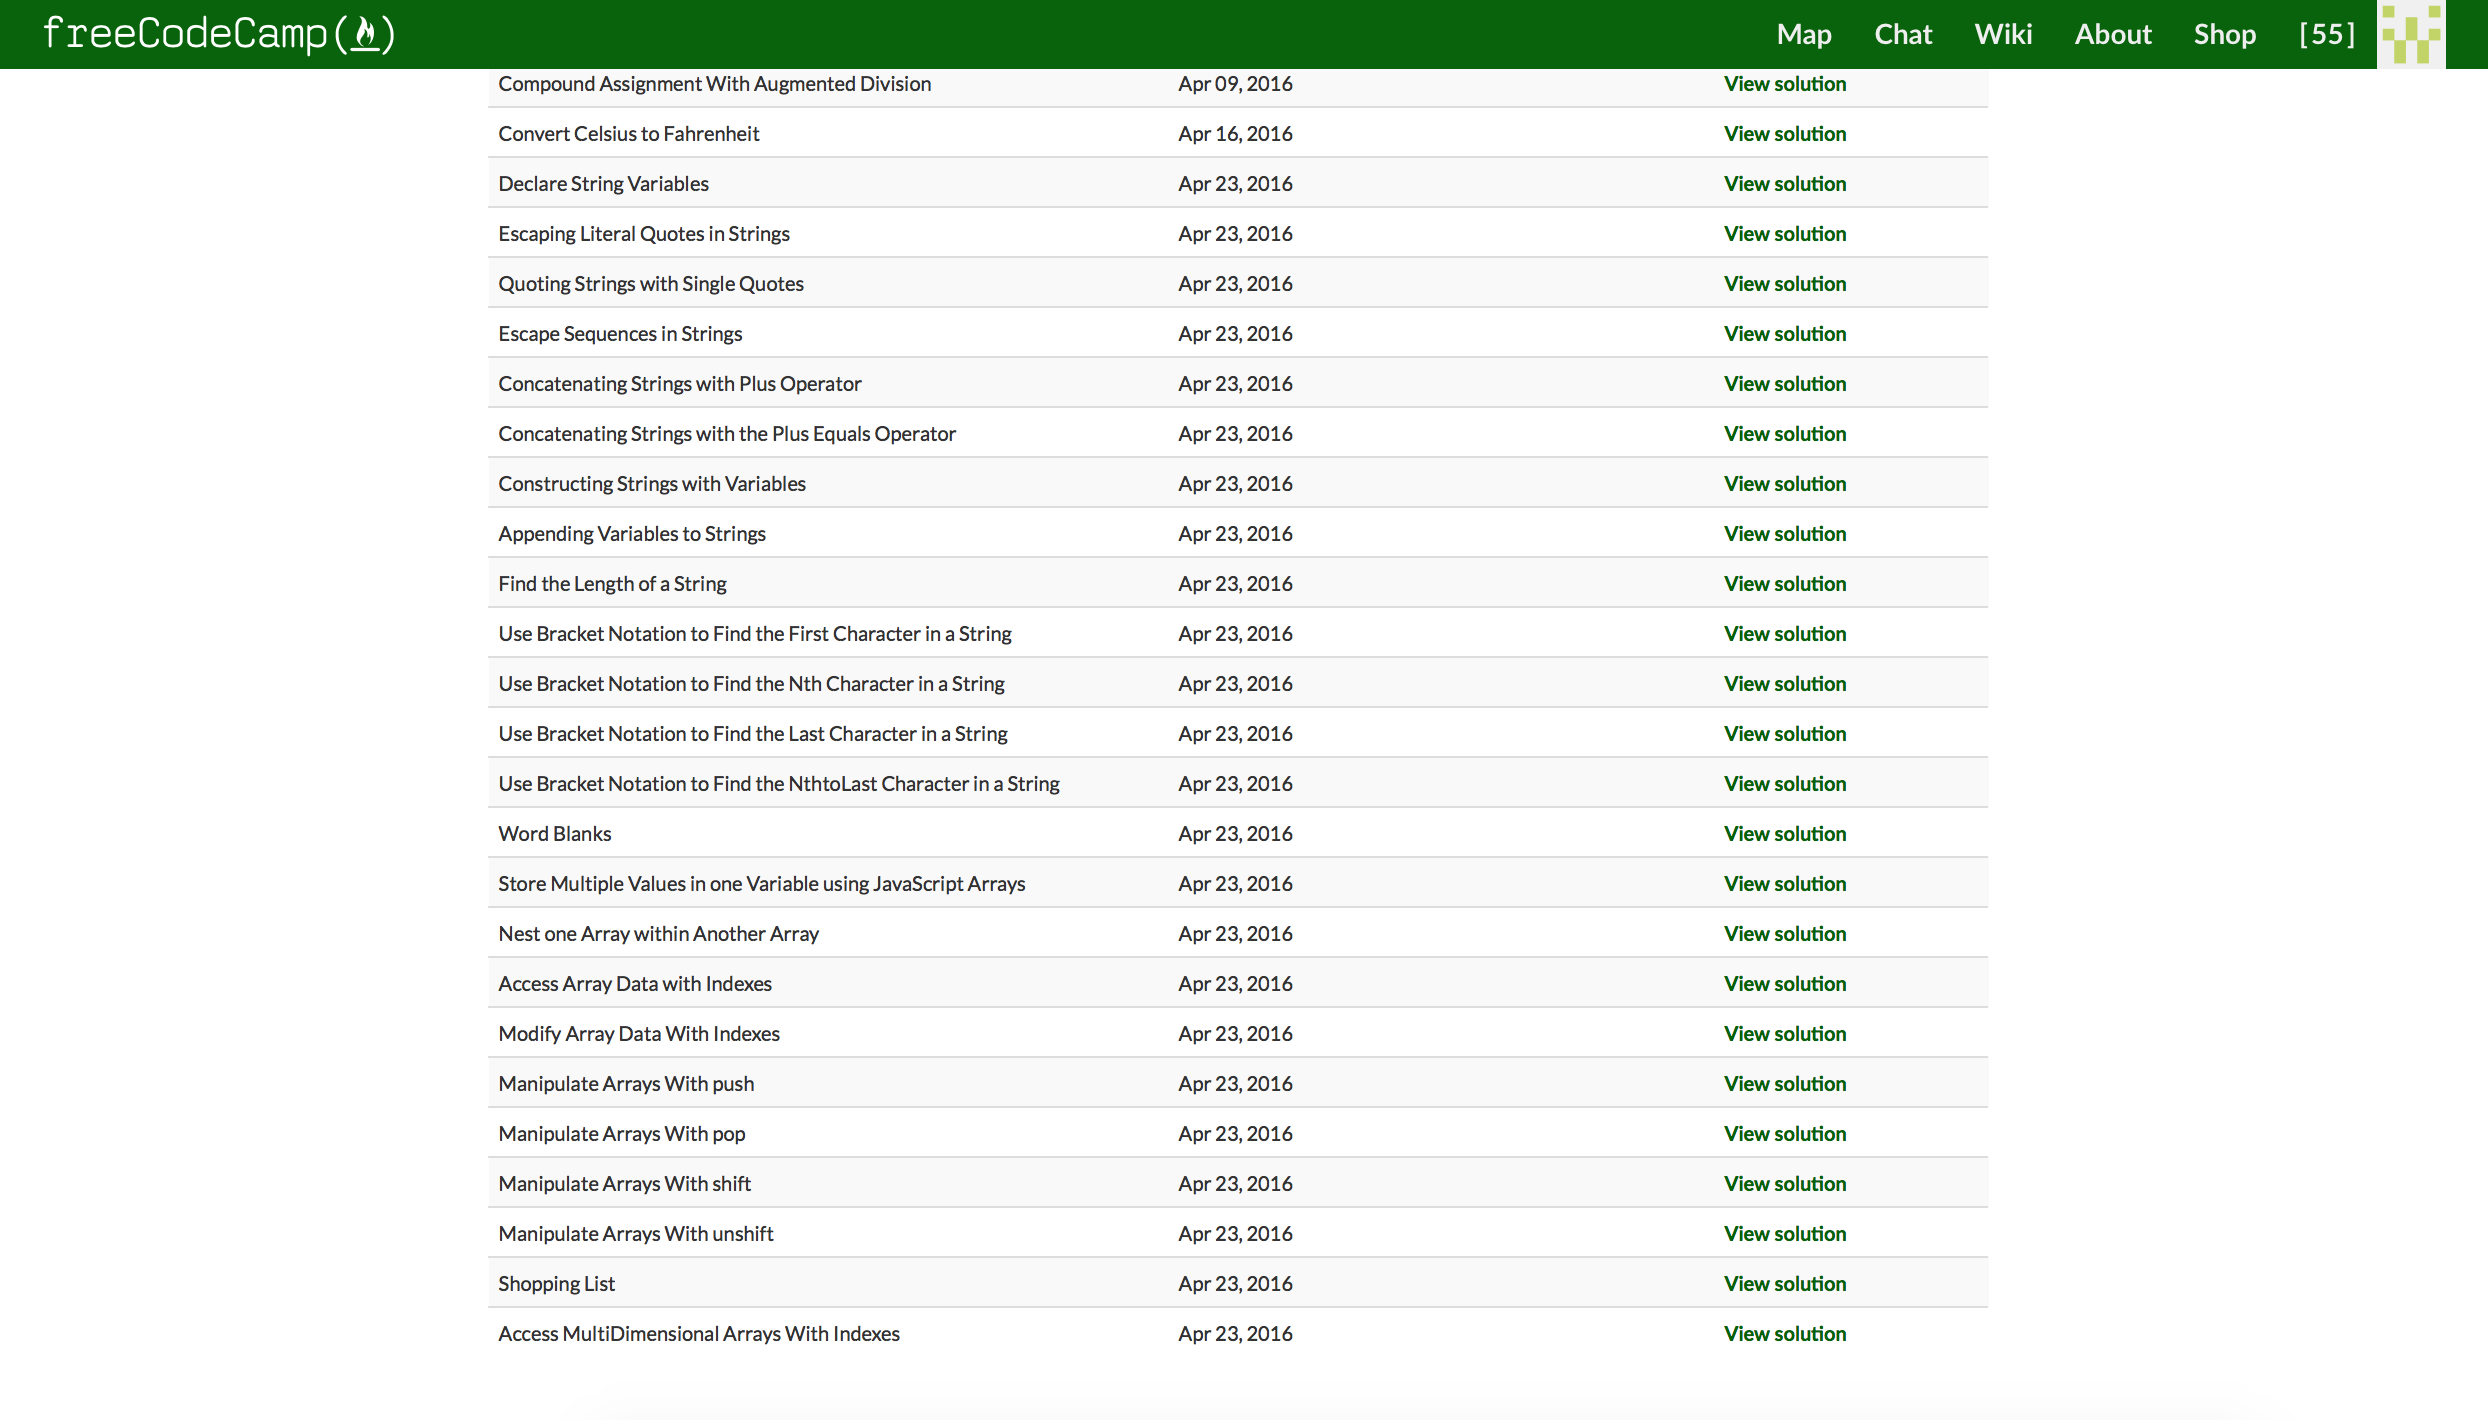 freeCodeCamp Map Chat Wiki About Shop [55]
Compound Assignment With Augmented Division Apr 09, 2016 View solution
Convert Celsius to Fahrenheit Apr 16, 2016 View solution
Declare String Variables Apr 23, 2016 View solution
Escaping Literal Quotes in Strings Apr 23, 2016 View solution
Quoting Strings with Single Quotes Apr 23, 2016 View solution
Escape Sequences in Strings Apr 23, 2016 View solution
Concatenating Strings with Plus Operator Apr 23, 2016 View solution
Concatenating Strings with the Plus Equals Operator Apr 23, 2016 View solution
Constructing Strings with Variables Apr 23, 2016 View solution
Appending Variables to Strings Apr 23, 2016 View solution
Find the Length of a String Apr 23, 2016 View solution
Use Bracket Notation to Find the First Character in a String Apr 23, 2016 View solution
Use Bracket Notation to Find the Nth Character in a String Apr 23, 2016 View solution
Use Bracket Notation to Find the Last Character in a String Apr 23, 2016 View solution
Use Bracket Notation to Find the NthtoLast Character in a String Apr 23, 2016 View solution
Word Blanks Apr 23, 2016 View solution
Store Multiple Values in one Variable using JavaScript Arrays Apr 23, 2016 View solution
Nest one Array within Another Array Apr 23, 2016 View solution
Access Array Data with Indexes Apr 23, 2016 View solution
Modify Array Data With Indexes Apr 23, 2016 View solution
Manipulate Arrays With push Apr 23, 2016 View solution
Manipulate Arrays With pop Apr 23, 2016 View solution
Manipulate Arrays With shift Apr 23, 2016 View solution
Manipulate Arrays With unshift Apr 23, 2016 View solution
Shopping List Apr 23, 2016 View solution
Access MultiDimensional Arrays With Indexes Apr 23, 2016 View solution